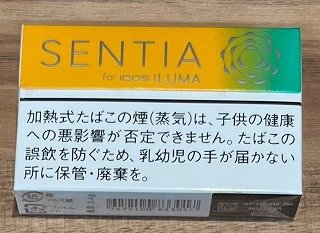 SENTIA
for IQOS ILUMA
加熱式たばこの煙(蒸気)は、子供の健康
への悪影響が否定できません。たばこの
誤飲を防ぐため、乳幼児の手が届かない
所に保管・廃棄を。